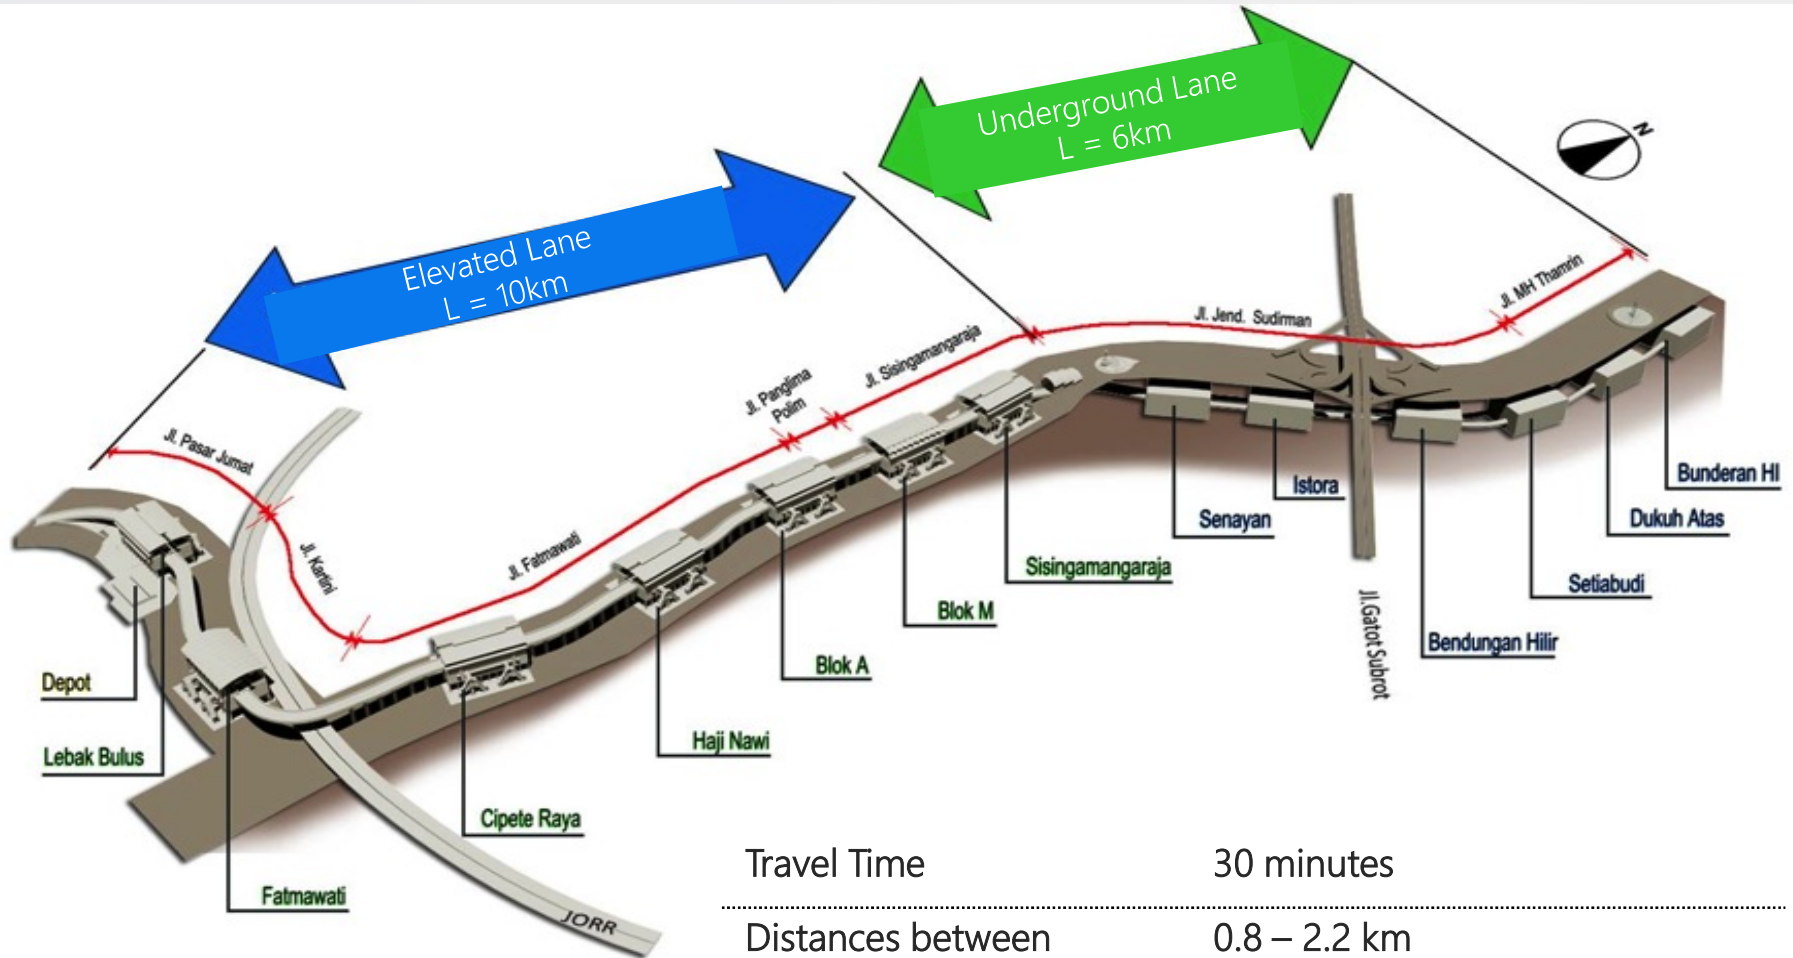 Underground Lane
L = 6km
N
Elevated Lane
L = 10km
Jl. MH Thamrin
Jl. Jend. Sudirman
Jl. Sisingamangaraja
Jl. Panglima
Polim
Jl. Pasar Jumat
Jl. Kartini
Jl. Fatmawati
Bunderan HI
Istora
Dukuh Atas
Senayan
Sisingamangaraja
Setiabudi
Blok M
Jl.Gatot Subrot
Bendungan Hilir
Blok A
Depot
Haji Nawi
Lebak Bulus
Cipete Raya
Fatmawati
JORR
Travel Time 30 minutes
Distances between 0.8 – 2.2 km